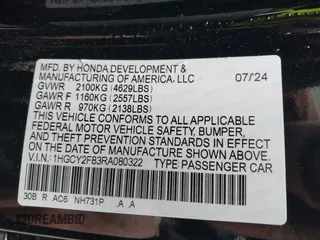 MFD. BY HONDA DEVELOPMENT &
MANUFACTURING OF AMERICA, LLC 07/24
GVWR 2100KG (4629LBS)
GAWR F 1160KG (2557LBS)
GAWR R 970KG (2138LBS)
THIS VEHICLE CONFORMS TO ALL APPLICABLE
FEDERAL MOTOR VEHICLE SAFETY, BUMPER,
AND THEFT PREVENTION STANDARDS IN EFFECT
ON THE DATE OF MANUFACTURE SHOWN ABOVE.
V.I.N.: 1HGCY2F83RA080322
TYPE PASSENGER CAR
30B R AC6 NH731P .A .A
DREAMBID